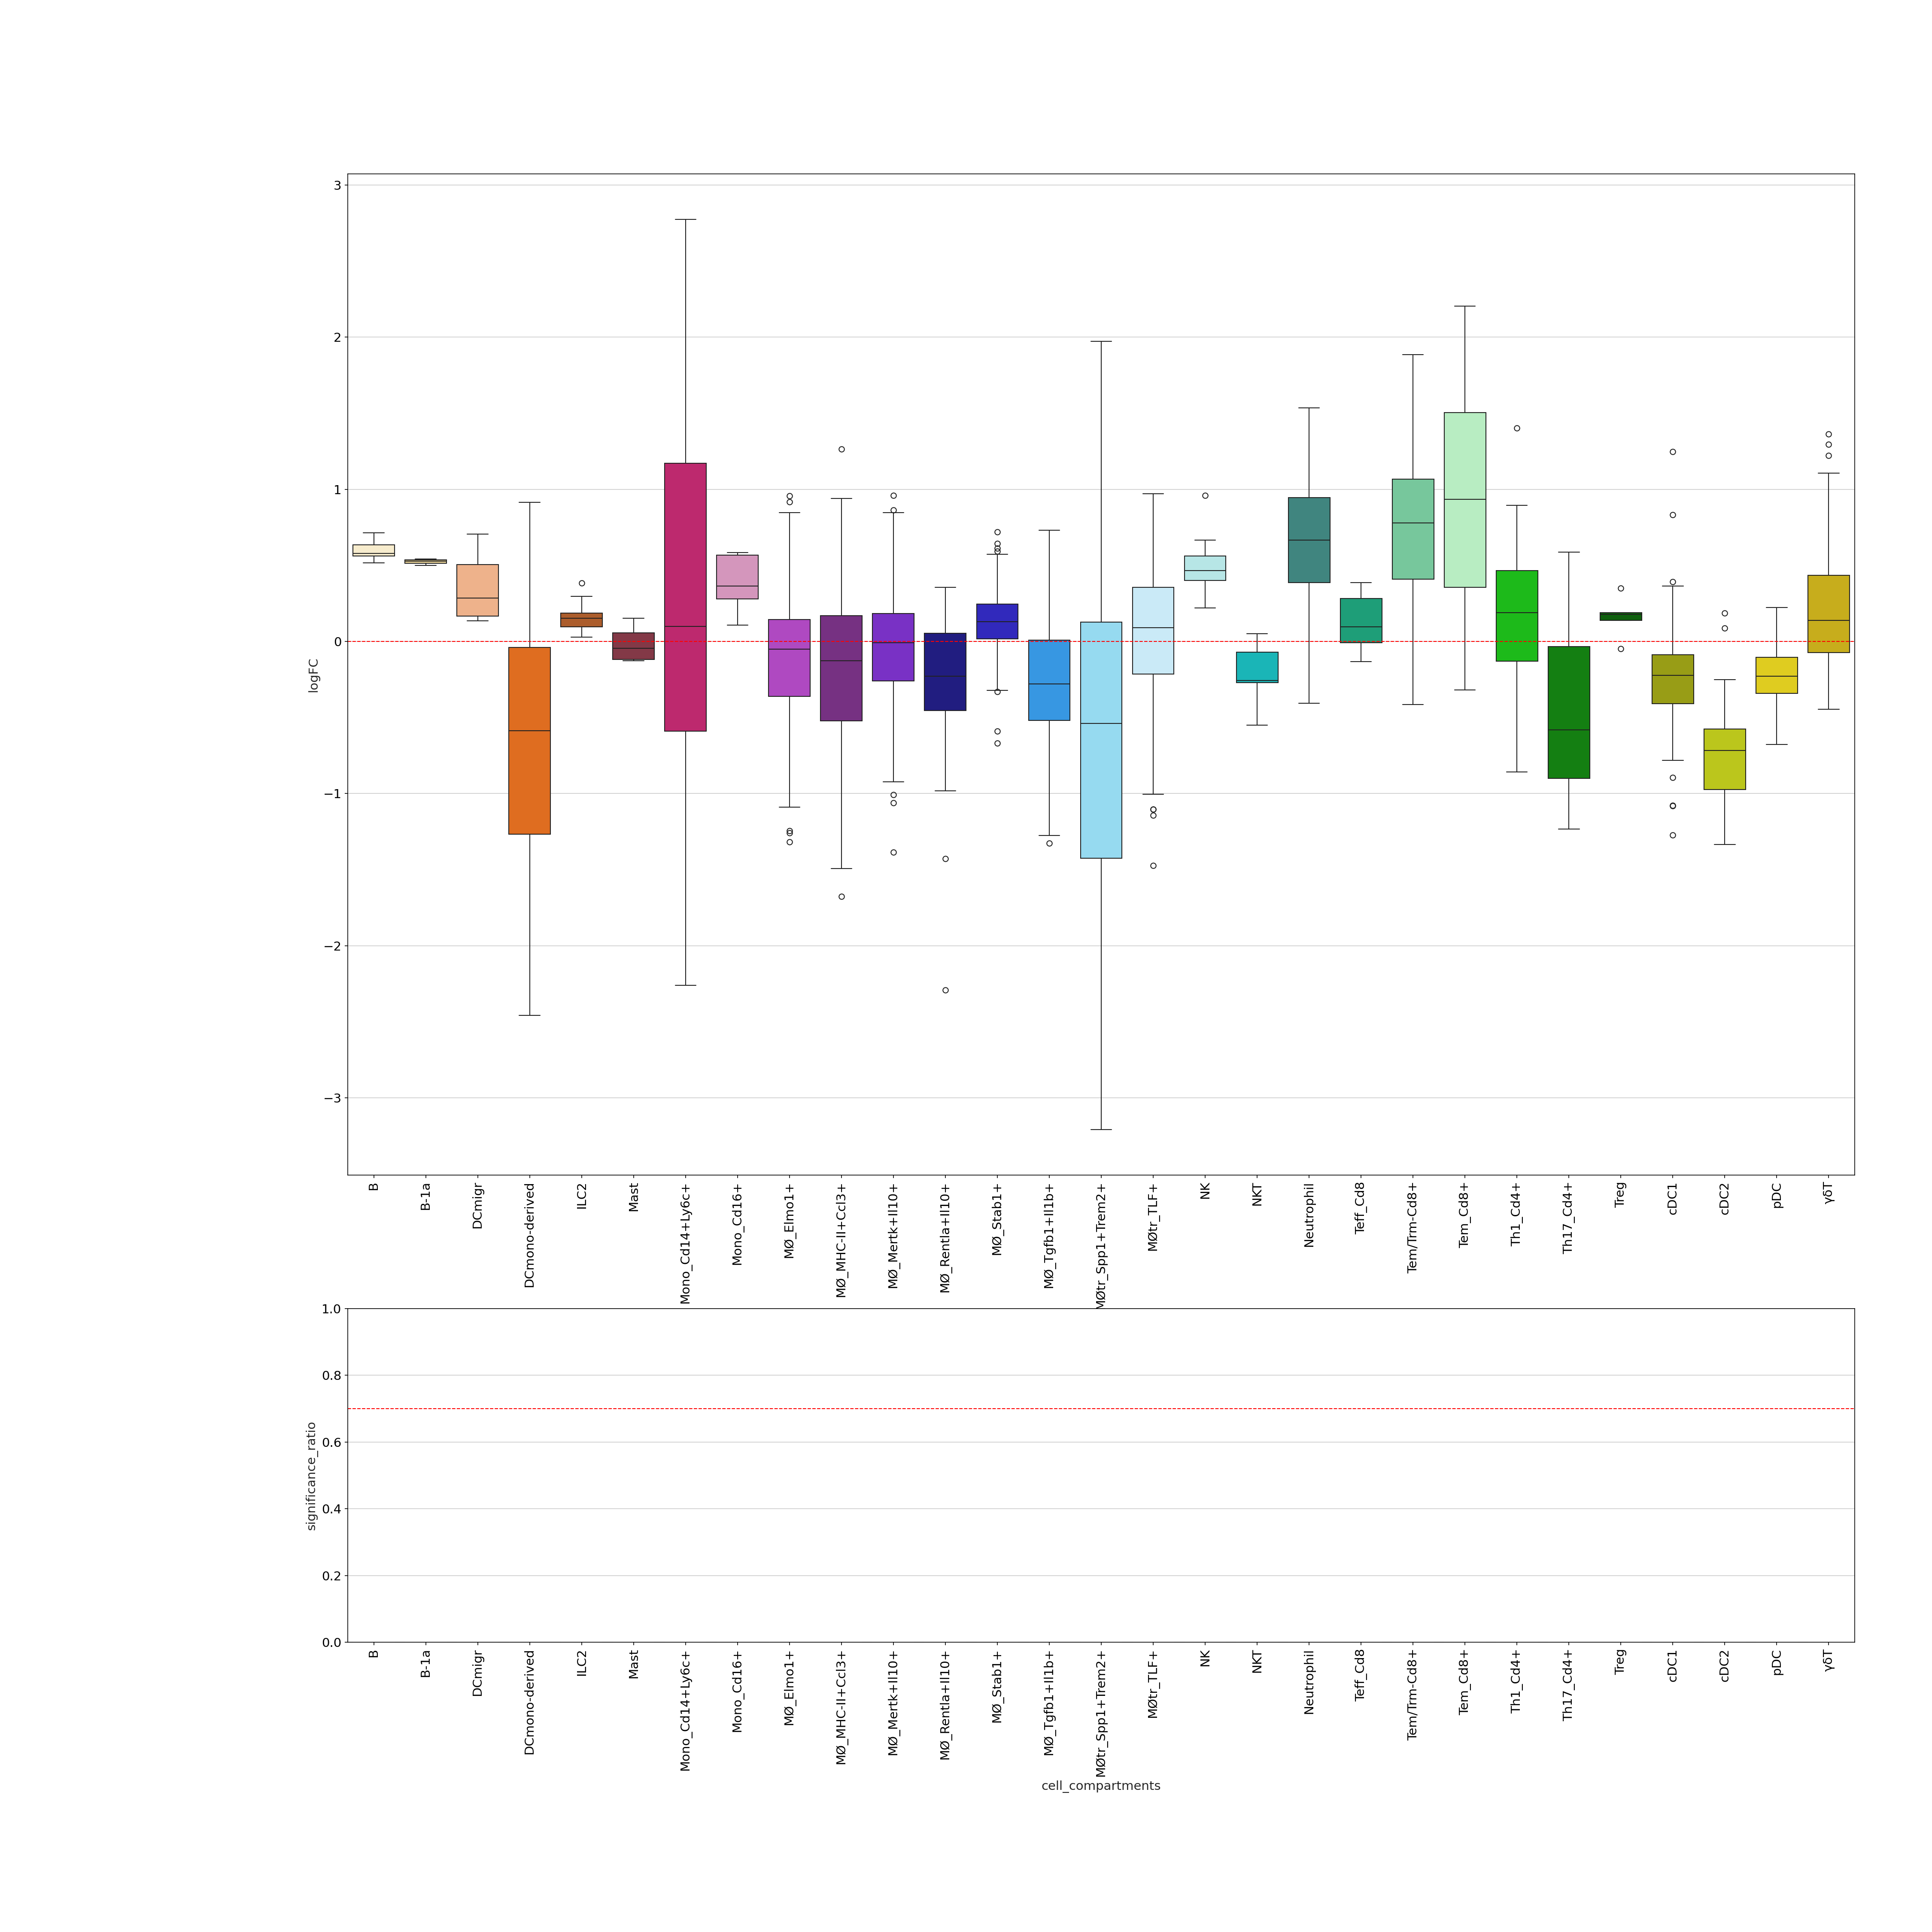 3
2
1
0
−1
−2
−3
logFC
B
B-1a
DCmigr
DCmono-derived
ILC2
Mast
Mono_Cd14+Ly6c+
Mono_Cd16+
MØ_Elmo1+
MØ_MHC-II+Ccl3+
MØ_Mertk+Il10+
MØ_Rentla+Il10+
MØ_Stab1+
MØ_Tgfb1+Il1b+
MØtr_Spp1+Trem2+
MØtr_TLF+
NK
NKT
Neutrophil
Teff_Cd8
Tem/Trm-Cd8+
Tem_Cd8+
Th1_Cd4+
Th17_Cd4+
Treg
cDC1
cDC2
pDC
γδT
1.0
0.8
0.6
0.4
0.2
0.0
significance_ratio
B
B-1a
DCmigr
DCmono-derived
ILC2
Mast
Mono_Cd14+Ly6c+
Mono_Cd16+
MØ_Elmo1+
MØ_MHC-II+Ccl3+
MØ_Mertk+Il10+
MØ_Rentla+Il10+
MØ_Stab1+
MØ_Tgfb1+Il1b+
MØtr_Spp1+Trem2+
MØtr_TLF+
NK
NKT
Neutrophil
Teff_Cd8
Tem/Trm-Cd8+
Tem_Cd8+
Th1_Cd4+
Th17_Cd4+
Treg
cDC1
cDC2
pDC
γδT
cell_compartments